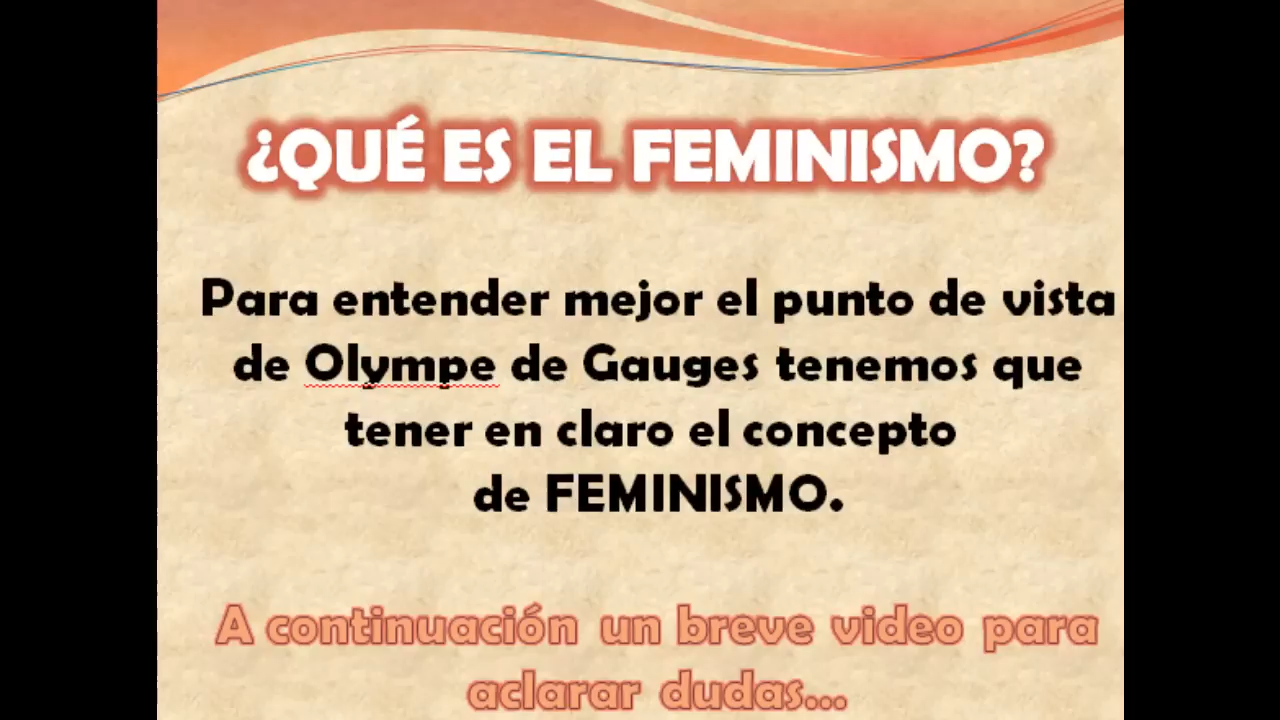 ¿QUÉ ES EL FEMINISMO?
Para entender mejor el punto de vista
de Olympe de Gauges tenemos que
tener en claro el concepto
de FEMINISMO.
A continuación un breve video para
aclarar dudas...